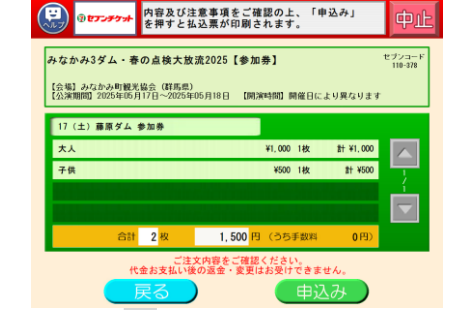 ヘルプ
セブンチケット
内容及び注意事項をご確認の上、「申込み」
を押すと払込票が印刷されます。
中止
みなかみ3ダム・春の点検大放流2025【参加券】
セブンコード
110-378
【会場】みなかみ町観光協会（群馬県）
【公演期間】2025年05月17日～2025年05月18日 【開演時間】開催日により異なります
17（土）藤原ダム 参加券
大人 ¥1,000 1枚 計 ¥1,000
子供 ¥500 1枚 計 ¥500
1/1
合計 2 枚 1,500 円 （うち手数料 0円）
ご注文内容をご確認ください。
代金お支払い後の返金・変更はお受けできません。
戻る
申込み